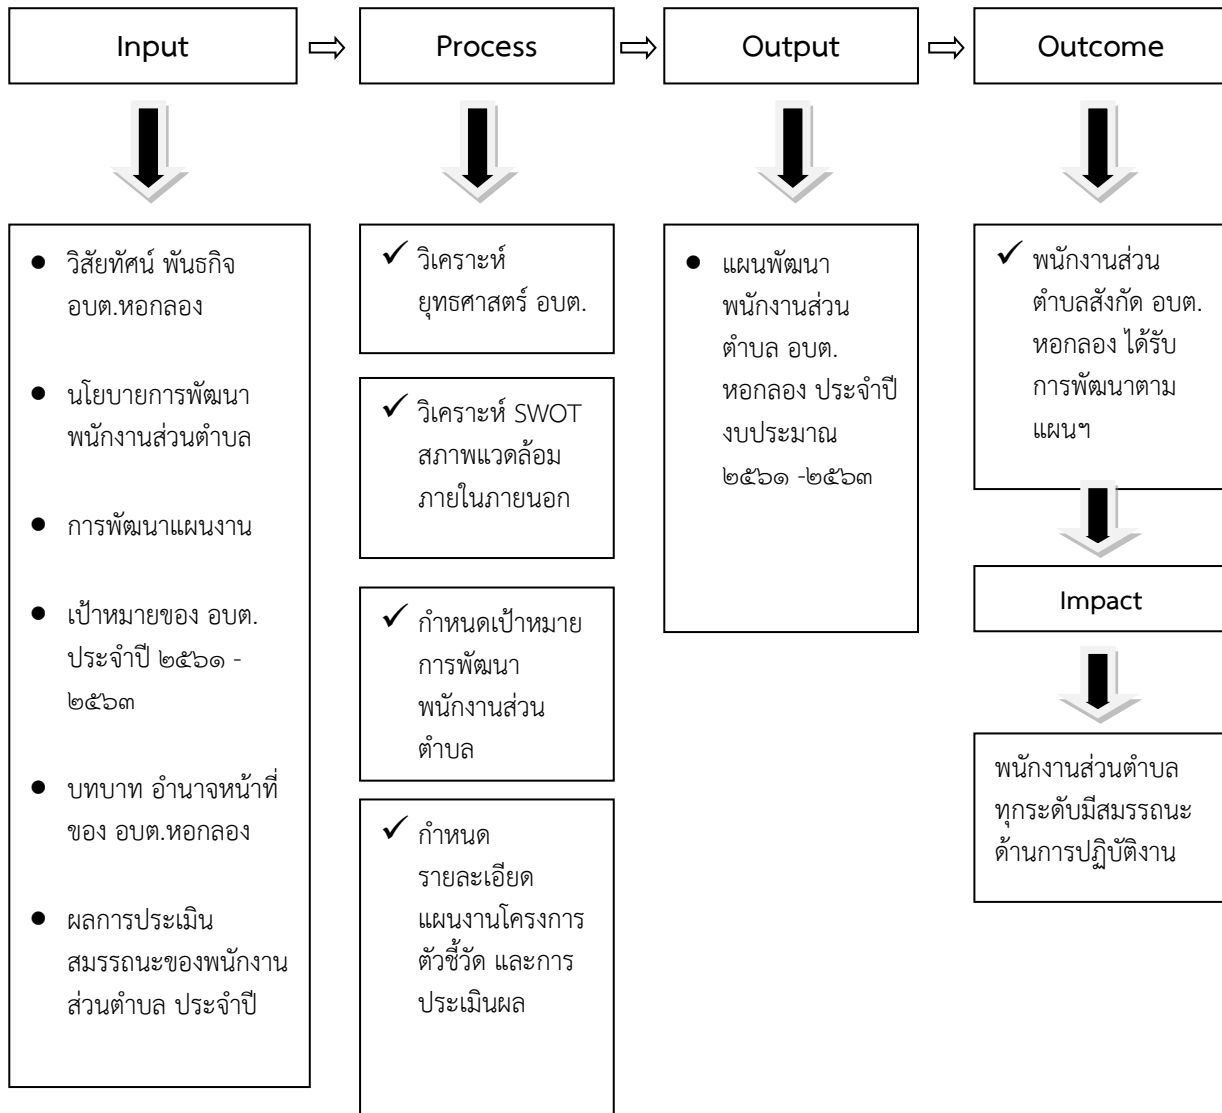 Input
Process
Output
Outcome
● วิสัยทัศน์ พันธกิจ
อบต.หอกลอง
● นโยบายการพัฒนา
พนักงานส่วนตำบล
● การพัฒนาแผนงาน
● เป้าหมายของ อบต.
ประจำปี ๒๕๖๑ -
๒๕๖๓
● บทบาท อำนาจหน้าที่
ของ อบต.หอกลอง
● ผลการประเมิน
สมรรถนะของพนักงาน
ส่วนตำบล ประจำปี
✓ วิเคราะห์
ยุทธศาสตร์ อบต.
✓ วิเคราะห์ SWOT
สภาพแวดล้อม
ภายในภายนอก
✓ กำหนดเป้าหมาย
การพัฒนา
พนักงานส่วน
ตำบล
✓ กำหนด
รายละเอียด
แผนงานโครงการ
ตัวชี้วัด และการ
ประเมินผล
● แผนพัฒนา
พนักงานส่วน
ตำบล อบต.
หอกลอง ประจำปี
งบประมาณ
๒๕๖๑ -๒๕๖๓
✓ พนักงานส่วน
ตำบลสังกัด อบต.
หอกลอง ได้รับ
การพัฒนาตาม
แผนฯ
Impact
พนักงานส่วนตำบล
ทุกระดับมีสมรรถนะ
ด้านการปฏิบัติงาน